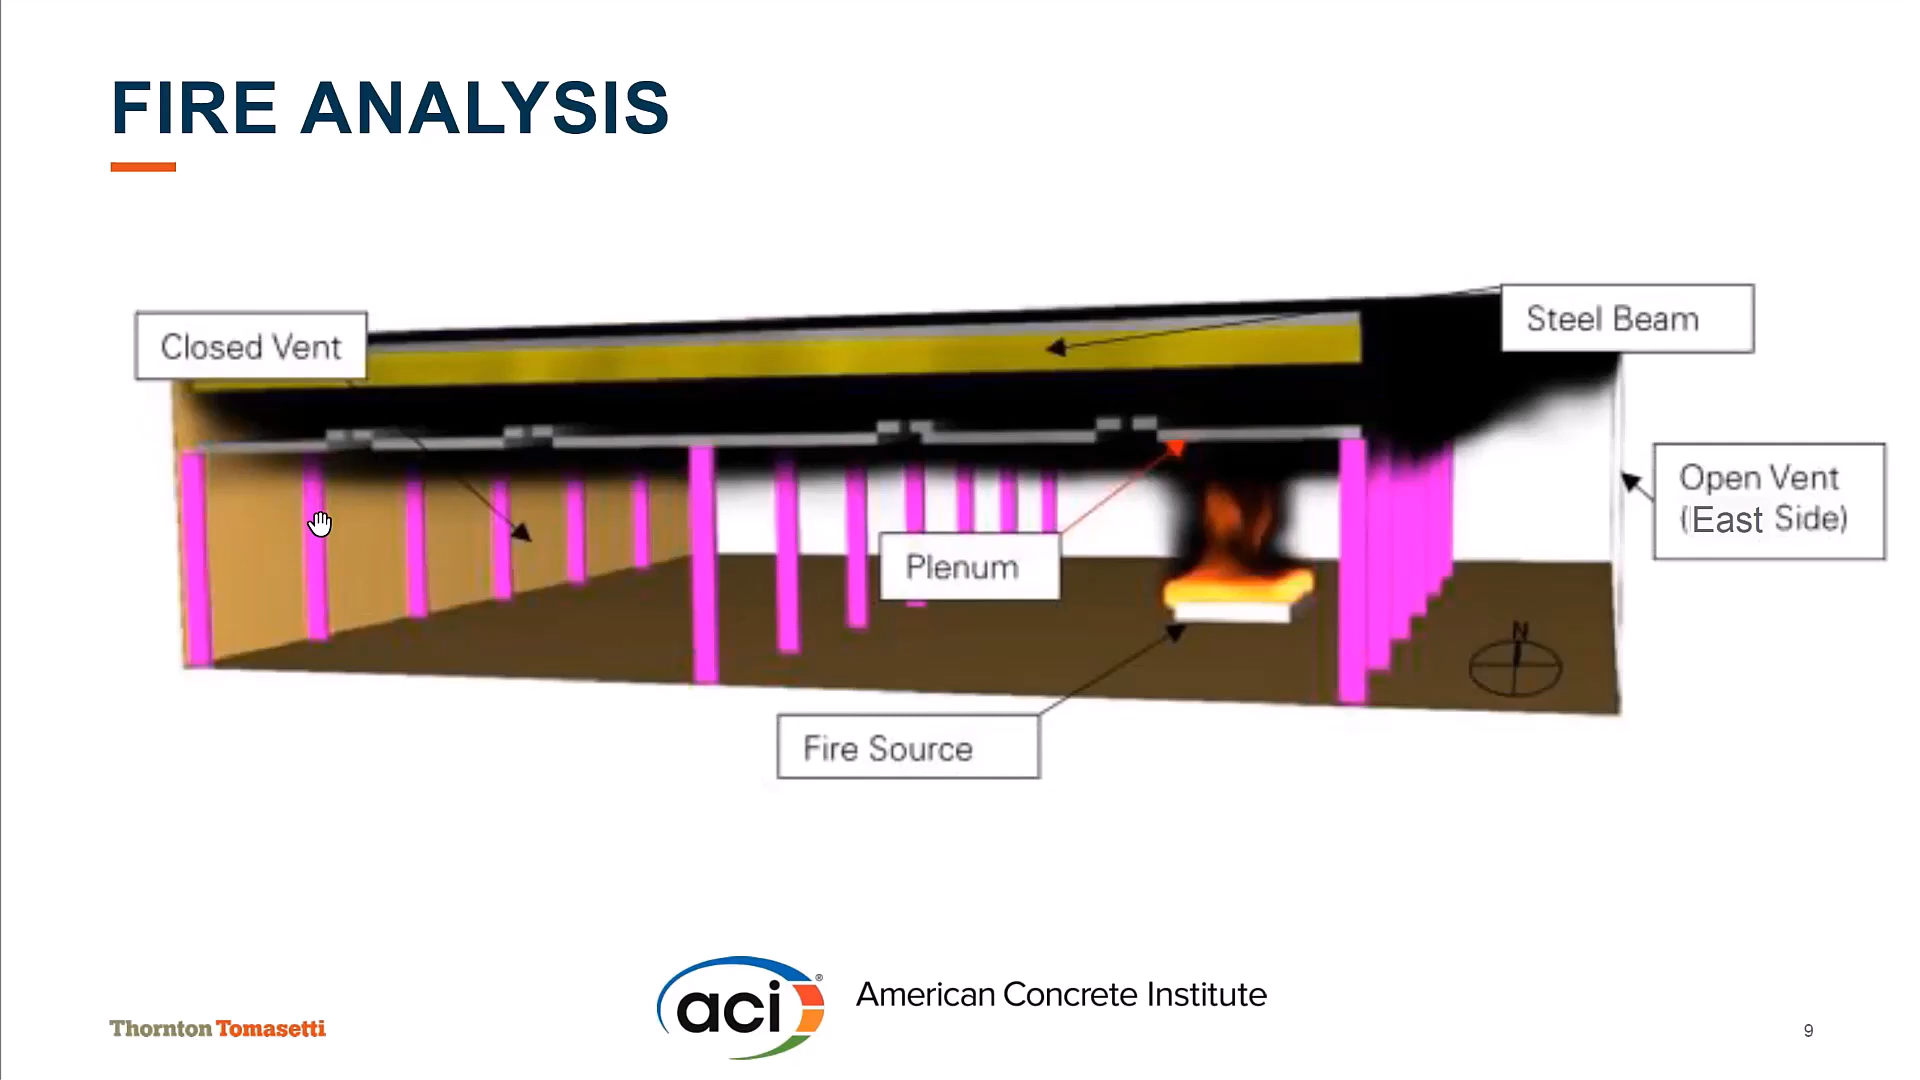 FIRE ANALYSIS
Closed Vent
Steel Beam
Open Vent
(East Side)
Plenum
N
Fire Source
aci®
American Concrete Institute
Thornton Tomasetti
9